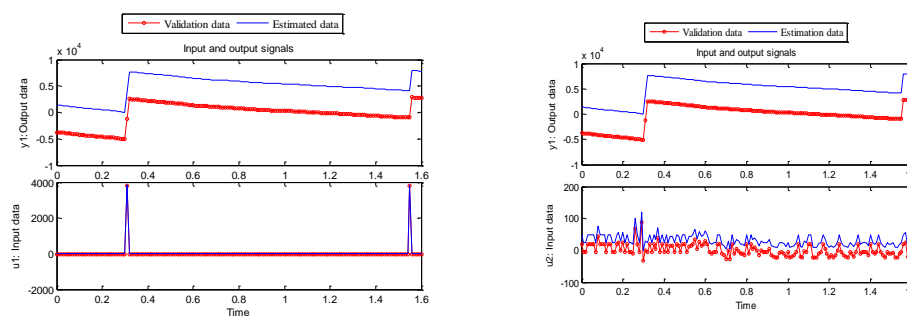 Validation data Estimated data
x 10^4 Input and output signals
y1: Output data
1
0.5
0
-0.5
-1
0 0.2 0.4 0.6 0.8 1 1.2 1.4 1.6
u1: Input data
4000
2000
0
-2000
0 0.2 0.4 0.6 0.8 1 1.2 1.4 1.6
Time
Validation data Estimation data
x 10^4 Input and output signals
y1: Output data
1
0.5
0
-0.5
-1
0 0.2 0.4 0.6 0.8 1 1.2 1.4 1.6
u2: Input data
200
100
0
-100
0 0.2 0.4 0.6 0.8 1 1.2 1.4 1.6
Time